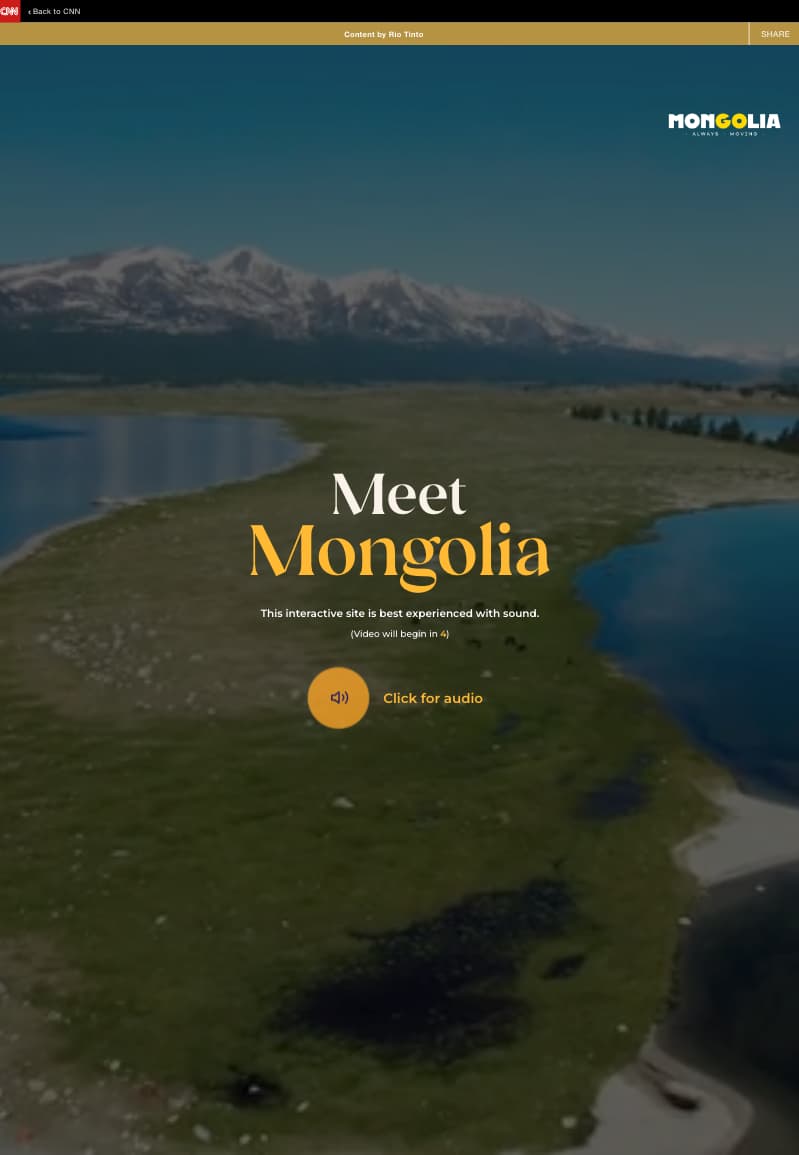 CNN
‹ Back to CNN
Content by Rio Tinto
SHARE
MONGOLIA
ALWAYS MOVING
Meet
Mongolia
This interactive site is best experienced with sound.
(Video will begin in 4)
Click for audio